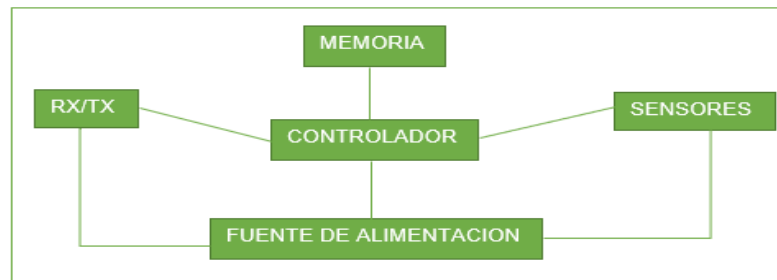 MEMORIA
RX/TX
SENSORES
CONTROLADOR
FUENTE DE ALIMENTACION